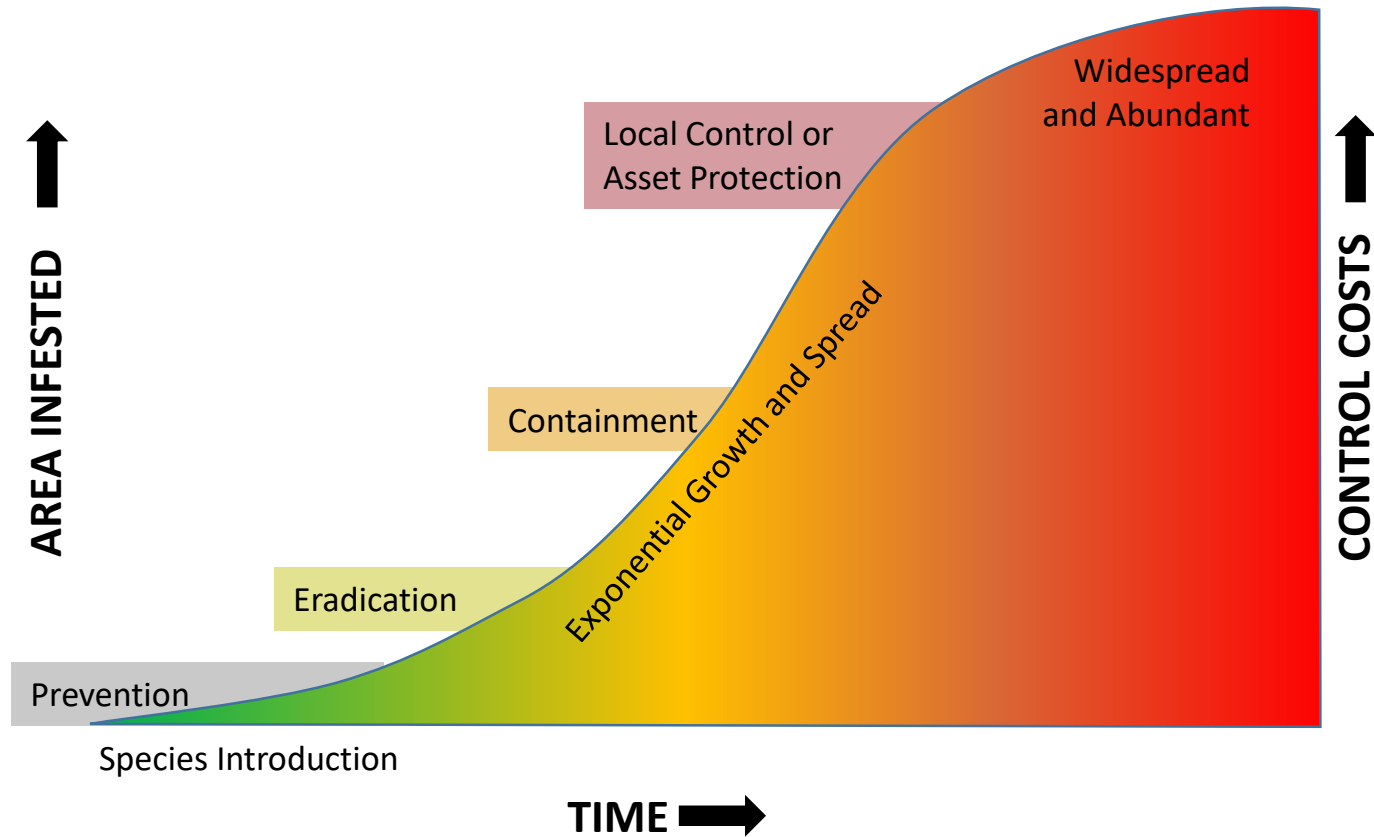 Widespread
and Abundant
Local Control or
Asset Protection
AREA INFESTED
CONTROL COSTS
Exponential Growth and Spread
Containment
Eradication
Prevention
Species Introduction
TIME